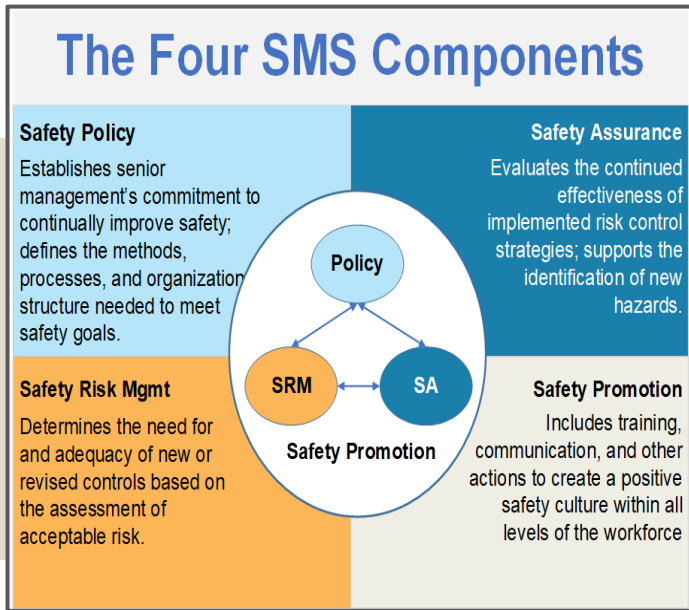 The Four SMS Components
Safety Policy
Establishes senior
management's commitment to
continually improve safety;
defines the methods,
processes, and organization
structure needed to meet
safety goals.
Safety Assurance
Evaluates the continued
effectiveness of
implemented risk control
strategies; supports the
identification of new
hazards.
Policy
SRM
SA
Safety Promotion
Safety Risk Mgmt
Determines the need for
and adequacy of new or
revised controls based on
the assessment of
acceptable risk.
Safety Promotion
Includes training,
communication, and other
actions to create a positive
safety culture within all
levels of the workforce